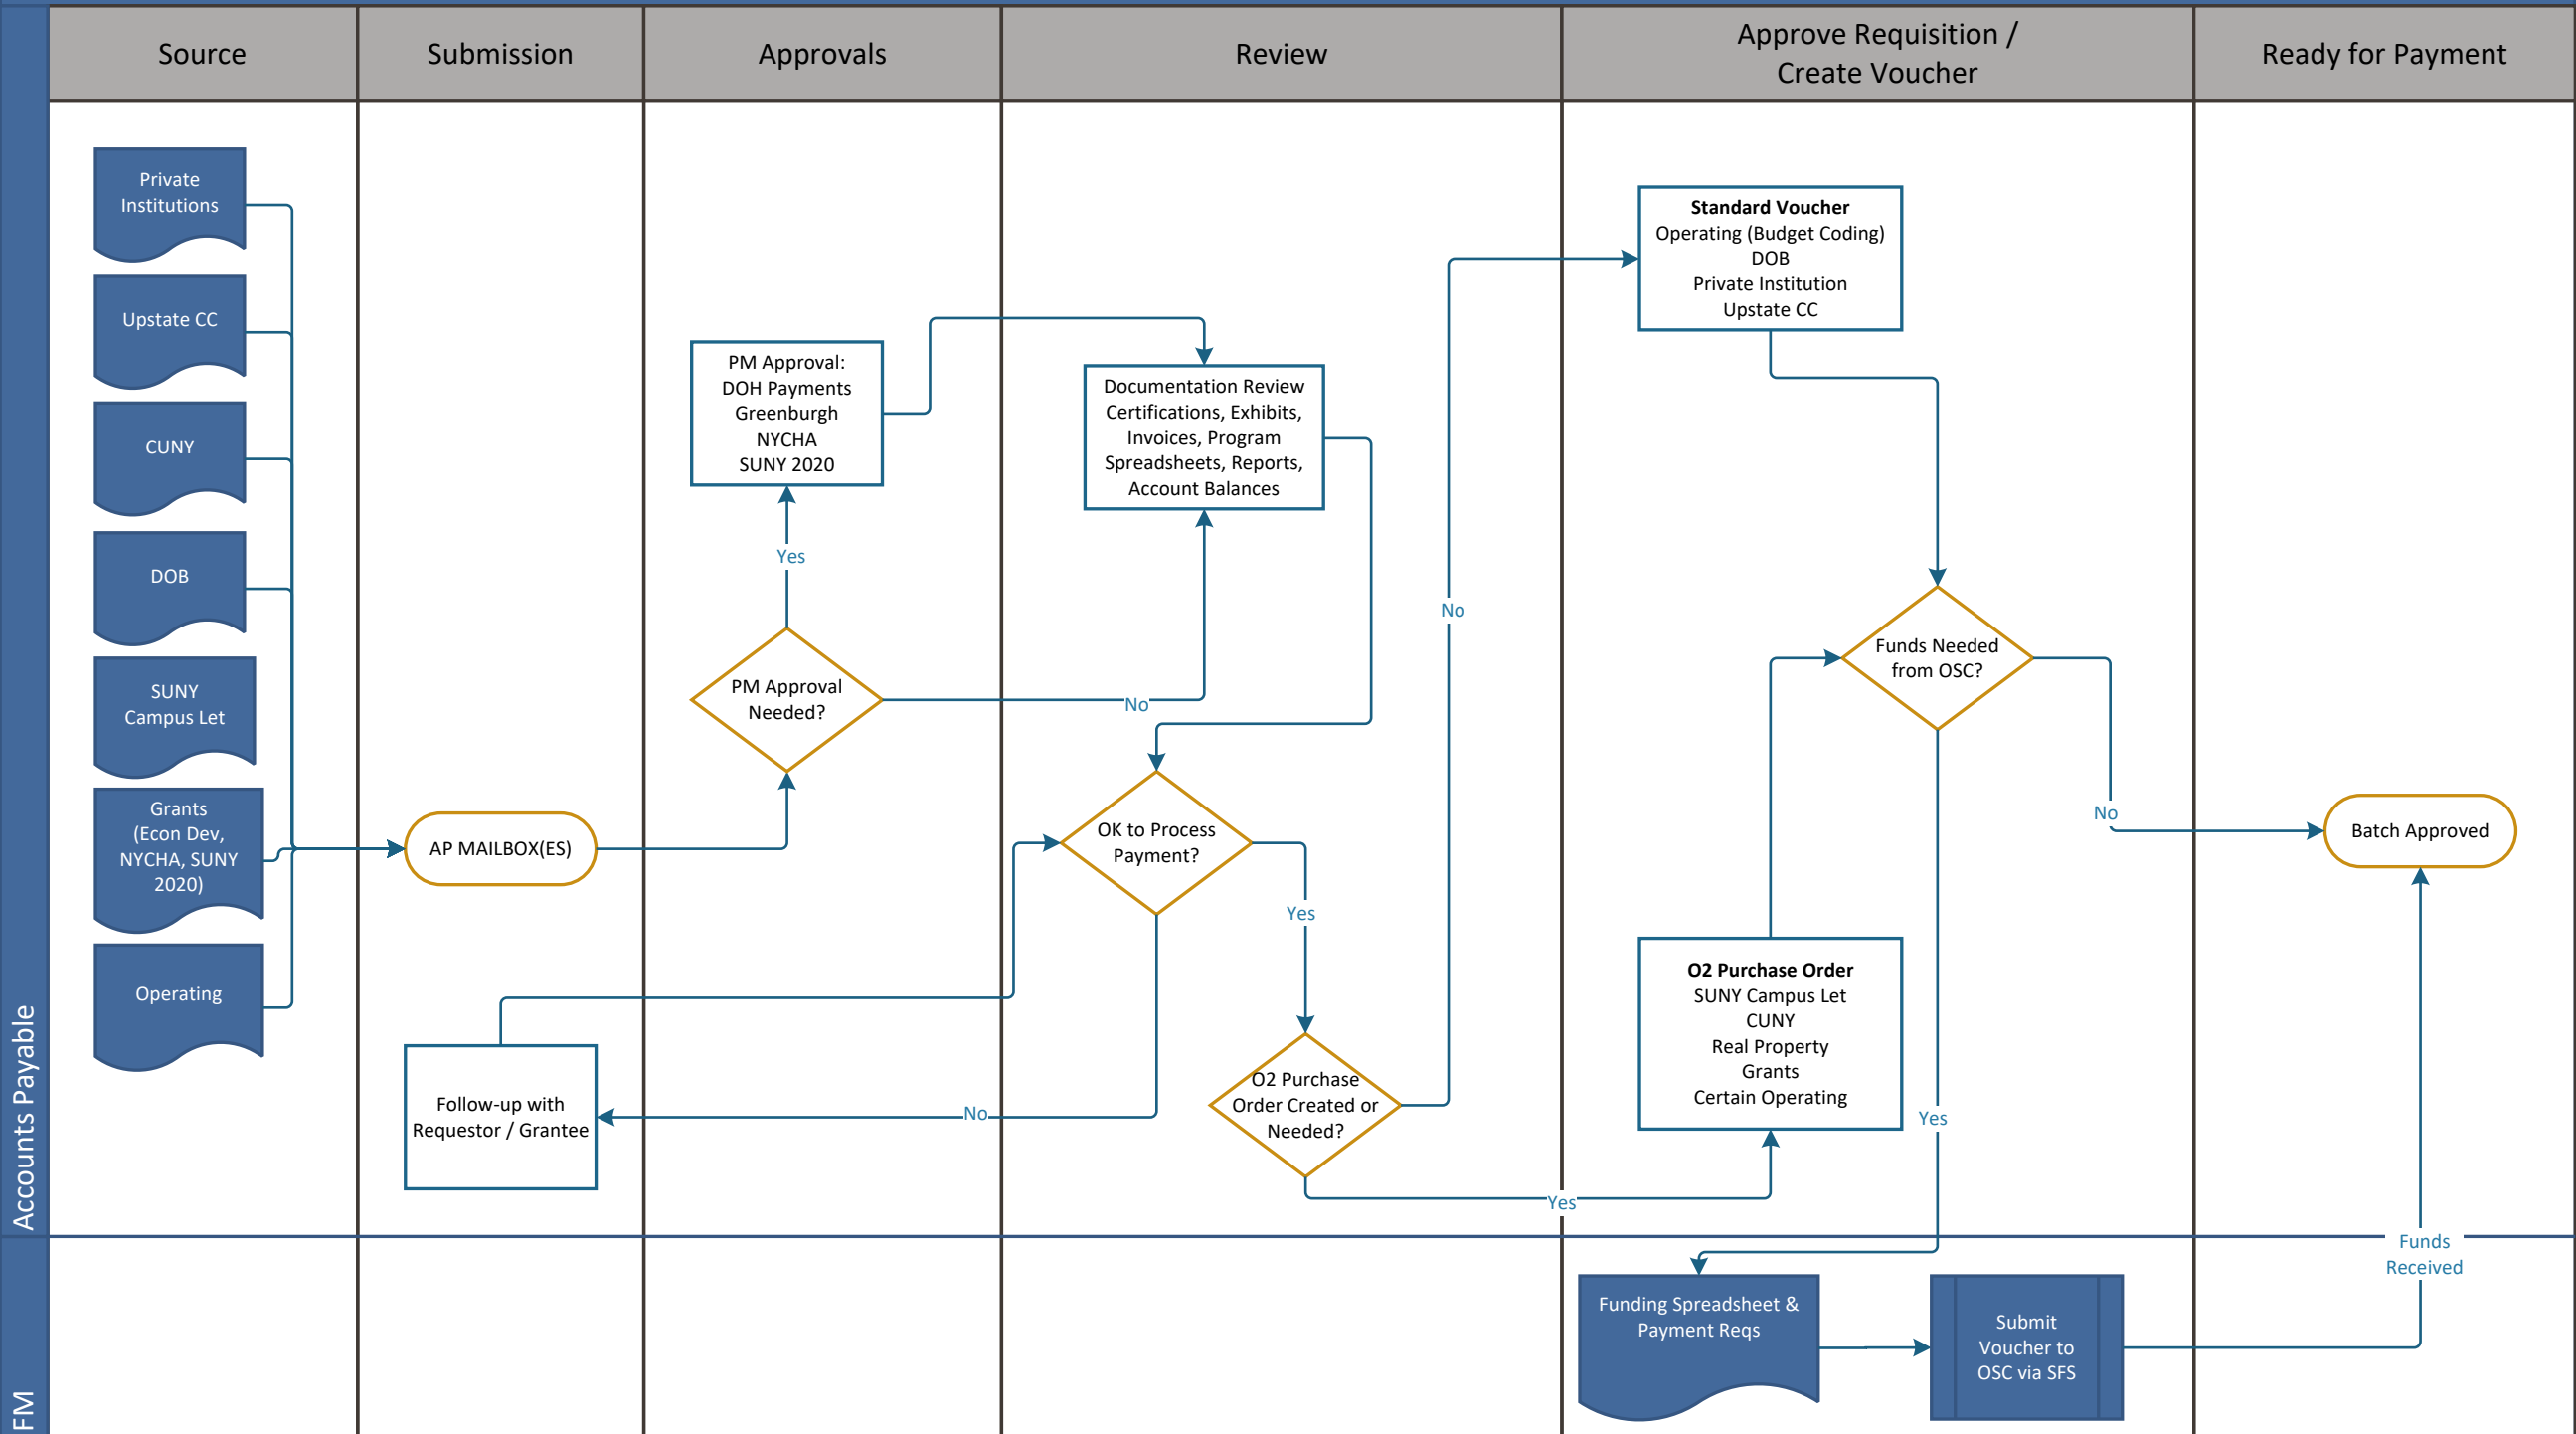 Source
Submission
Approvals
Review
Approve Requisition /
Create Voucher
Ready for Payment
Accounts Payable
FM
Private
Institutions
Upstate CC
CUNY
DOB
SUNY
Campus Let
Grants
(Econ Dev,
NYCHA, SUNY
2020)
Operating
AP MAILBOX(ES)
Follow-up with
Requestor / Grantee
PM Approval:
DOH Payments
Greenburgh
NYCHA
SUNY 2020
Yes
PM Approval
Needed?
No
Documentation Review
Certifications, Exhibits,
Invoices, Program
Spreadsheets, Reports,
Account Balances
OK to Process
Payment?
No
Yes
O2 Purchase
Order Created or
Needed?
No
Yes
Standard Voucher
Operating (Budget Coding)
DOB
Private Institution
Upstate CC
Funds Needed
from OSC?
No
Yes
O2 Purchase Order
SUNY Campus Let
CUNY
Real Property
Grants
Certain Operating
Batch Approved
Funds
Received
Funding Spreadsheet &
Payment Reqs
Submit
Voucher to
OSC via SFS